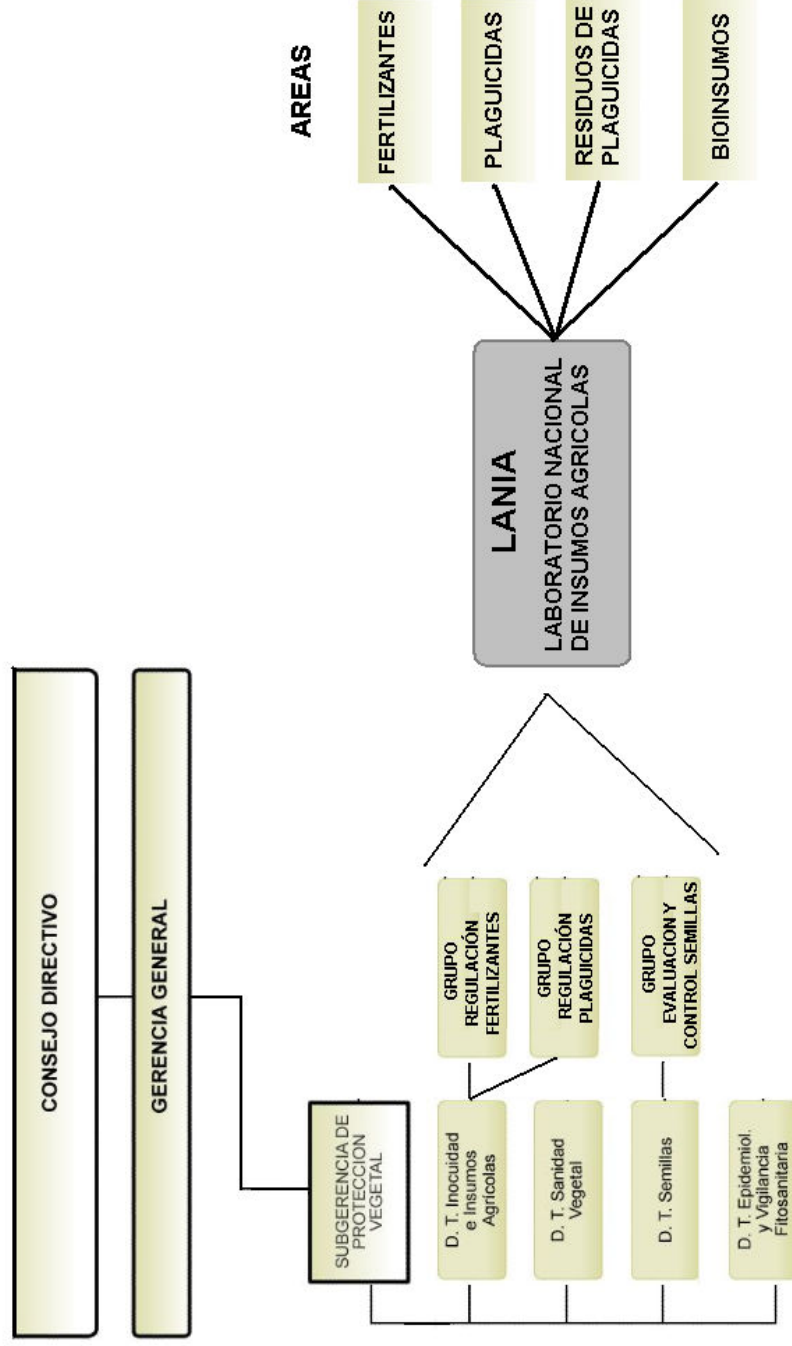 CONSEJO DIRECTIVO
GERENCIA GENERAL
SUBGERENCIA DE
PROTECCION
VEGETAL
D. T. Inocuidad
e Insumos
Agrícolas
D. T. Sanidad
Vegetal
D. T. Semillas
D. T. Epidemiol.
y Vigilancia
Fitosanitaria
GRUPO
REGULACIÓN
FERTILIZANTES
GRUPO
REGULACIÓN
PLAGUICIDAS
GRUPO
EVALUACION Y
CONTROL SEMILLAS
LANIA
LABORATORIO NACIONAL
DE INSUMOS AGRICOLAS
AREAS
FERTILIZANTES
PLAGUICIDAS
RESIDUOS DE
PLAGUICIDAS
BIOINSUMOS